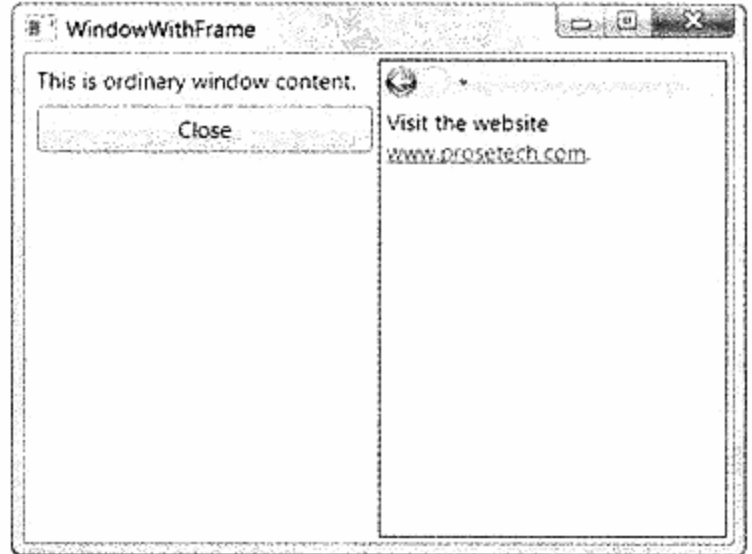 WindowWithFrame
This is ordinary window content.
Close
Visit the website
www.prosetech.com.